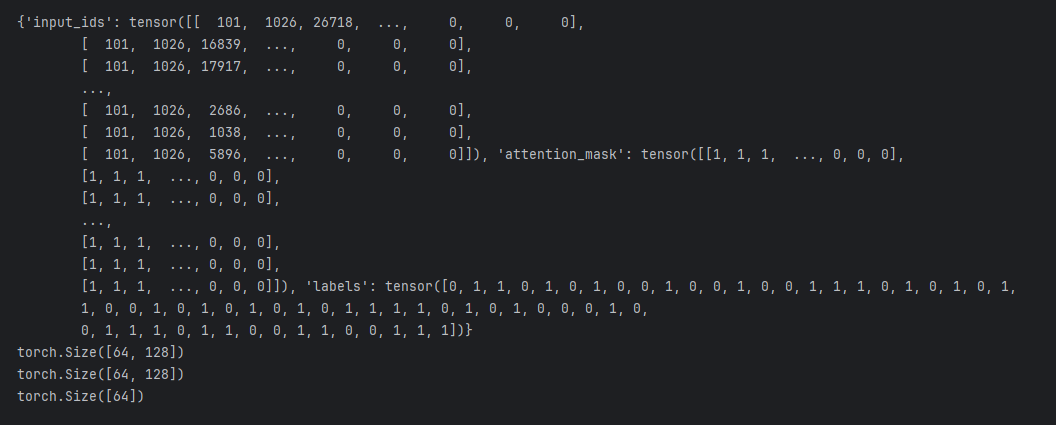 {'input_ids': tensor([[  101,  1026, 26718,  ...,     0,     0,     0],
        [  101,  1026, 16839,  ...,     0,     0,     0],
        [  101,  1026, 17917,  ...,     0,     0,     0],
        ...,
        [  101,  1026,  2686,  ...,     0,     0,     0],
        [  101,  1026,  1038,  ...,     0,     0,     0],
        [  101,  1026,  5896,  ...,     0,     0,     0]]), 'attention_mask': tensor([[1, 1, 1,  ..., 0, 0, 0],
        [1, 1, 1,  ..., 0, 0, 0],
        [1, 1, 1,  ..., 0, 0, 0],
        ...,
        [1, 1, 1,  ..., 0, 0, 0],
        [1, 1, 1,  ..., 0, 0, 0],
        [1, 1, 1,  ..., 0, 0, 0]]), 'labels': tensor([0, 1, 1, 0, 1, 0, 1, 0, 0, 1, 0, 0, 1, 0, 0, 1, 1, 1, 0, 1, 0, 1, 0, 1,
        1, 0, 0, 1, 0, 1, 0, 1, 0, 1, 0, 1, 1, 1, 1, 0, 1, 0, 1, 0, 0, 0, 1, 0,
        0, 1, 1, 1, 0, 1, 1, 0, 0, 1, 1, 0, 0, 1, 1, 1])}
torch.Size([64, 128])
torch.Size([64, 128])
torch.Size([64])